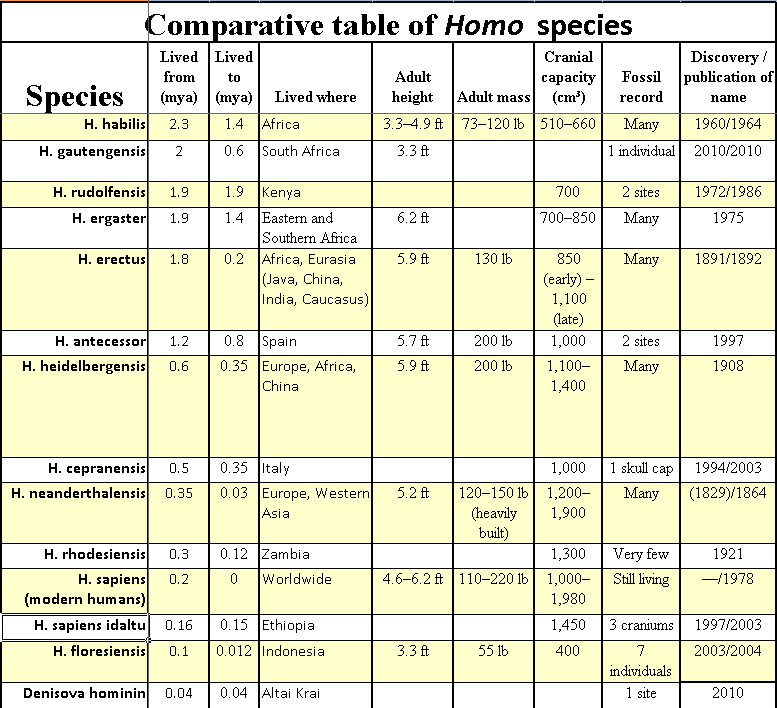 Comparative table of Homo species
Species Lived from (mya) Lived to (mya) Lived where Adult height Adult mass Cranial capacity (cm³) Fossil record Discovery / publication of name
H. habilis 2.3 1.4 Africa 3.3–4.9 ft 73–120 lb 510–660 Many 1960/1964
H. gautengensis 2 0.6 South Africa 3.3 ft 1 individual 2010/2010
H. rudolfensis 1.9 1.9 Kenya 700 2 sites 1972/1986
H. ergaster 1.9 1.4 Eastern and Southern Africa 6.2 ft 700–850 Many 1975
H. erectus 1.8 0.2 Africa, Eurasia (Java, China, India, Caucasus) 5.9 ft 130 lb 850 (early) – 1,100 (late) Many 1891/1892
H. antecessor 1.2 0.8 Spain 5.7 ft 200 lb 1,000 2 sites 1997
H. heidelbergensis 0.6 0.35 Europe, Africa, China 5.9 ft 200 lb 1,100–1,400 Many 1908
H. cepranensis 0.5 0.35 Italy 1,000 1 skull cap 1994/2003
H. neanderthalensis 0.35 0.03 Europe, Western Asia 5.2 ft 120–150 lb (heavily built) 1,200–1,900 Many (1829)/1864
H. rhodesiensis 0.3 0.12 Zambia 1,300 Very few 1921
H. sapiens (modern humans) 0.2 0 Worldwide 4.6–6.2 ft 110–220 lb 1,000–1,980 Still living —/1978
H. sapiens idaltu 0.16 0.15 Ethiopia 1,450 3 craniums 1997/2003
H. floresiensis 0.1 0.012 Indonesia 3.3 ft 55 lb 400 7 individuals 2003/2004
Denisova hominin 0.04 0.04 Altai Krai 1 site 2010